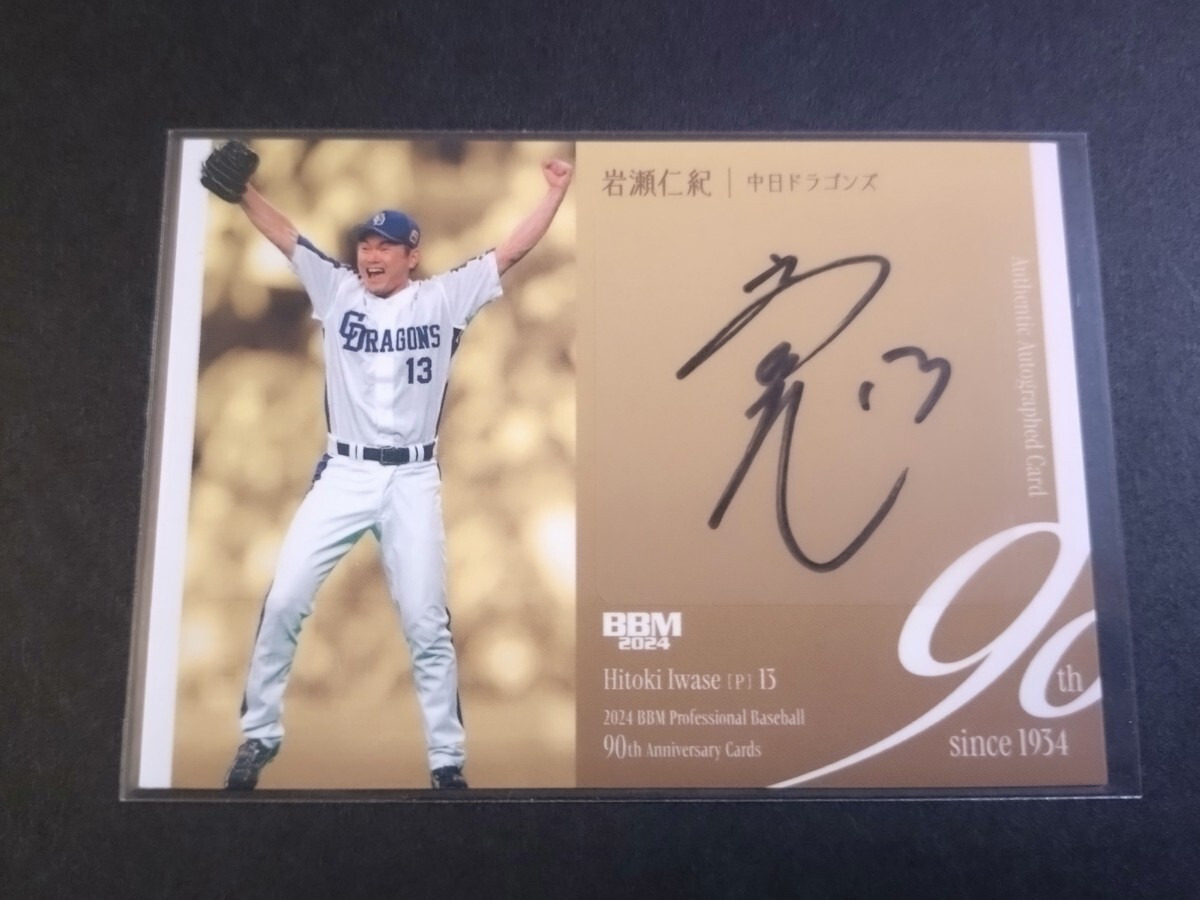 岩瀬仁紀 | 中日ドラゴンズ
DRAGONS
13
13
Authentic Autographed Card
BBM
2024
Hitoki Iwase [P] 13
2024 BBM Professional Baseball
90th Anniversary Cards
90th
since 1934